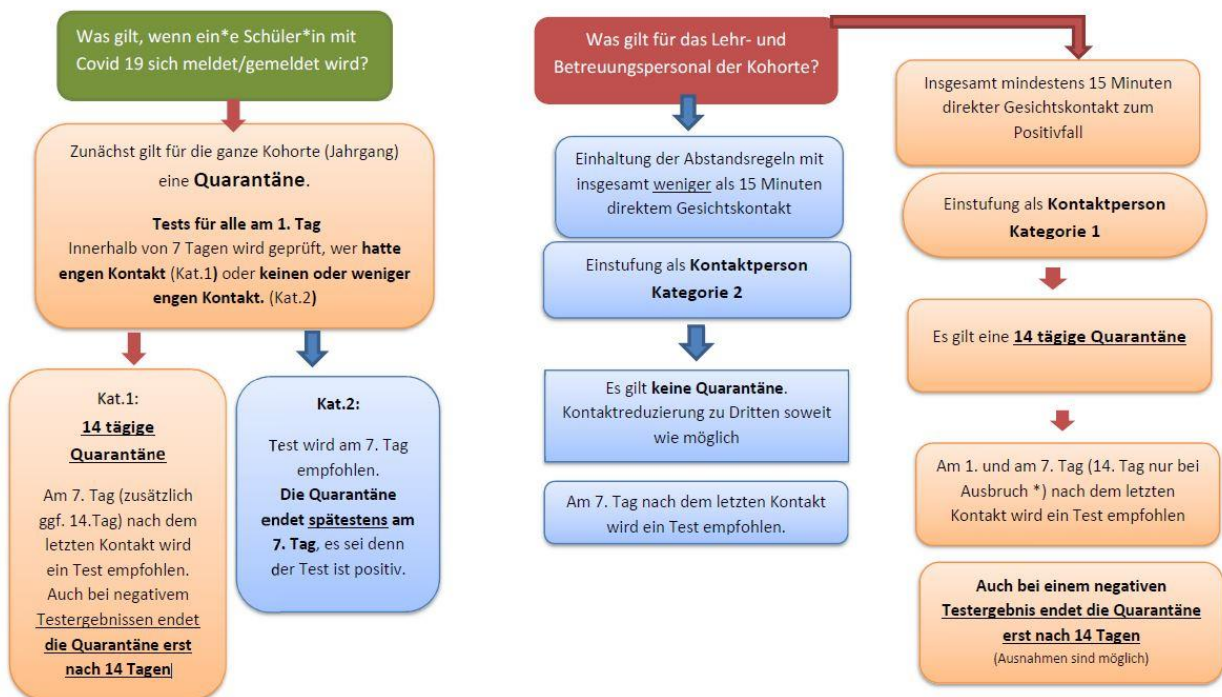 Was gilt, wenn ein*e Schüler*in mit
Covid 19 sich meldet/gemeldet wird?
Zunächst gilt für die ganze Kohorte (Jahrgang)
eine Quarantäne.
Tests für alle am 1. Tag
Innerhalb von 7 Tagen wird geprüft, wer hatte
engen Kontakt (Kat.1) oder keinen oder weniger
engen Kontakt. (Kat.2)
Kat.1:
14 tägige
Quarantäne
Am 7. Tag (zusätzlich
ggf. 14.Tag) nach dem
letzten Kontakt wird
ein Test empfohlen.
Auch bei negativem
Testergebnissen endet
die Quarantäne erst
nach 14 Tagen
Kat.2:
Test wird am 7. Tag
empfohlen.
Die Quarantäne
endet spätestens am
7. Tag, es sei denn
der Test ist positiv.
Was gilt für das Lehr- und
Betreuungspersonal der Kohorte?
Einhaltung der Abstandsregeln mit
insgesamt weniger als 15 Minuten
direktem Gesichtskontakt
Einstufung als Kontaktperson
Kategorie 2
Es gilt keine Quarantäne.
Kontaktreduzierung zu Dritten soweit
wie möglich
Am 7. Tag nach dem letzten Kontakt
wird ein Test empfohlen.
Insgesamt mindestens 15 Minuten
direkter Gesichtskontakt zum
Positivfall
Einstufung als Kontaktperson
Kategorie 1
Es gilt eine 14 tägige Quarantäne
Am 1. und am 7. Tag (14. Tag nur bei
Ausbruch *) nach dem letzten
Kontakt wird ein Test empfohlen
Auch bei einem negativen
Testergebnis endet die Quarantäne
erst nach 14 Tagen
(Ausnahmen sind möglich)